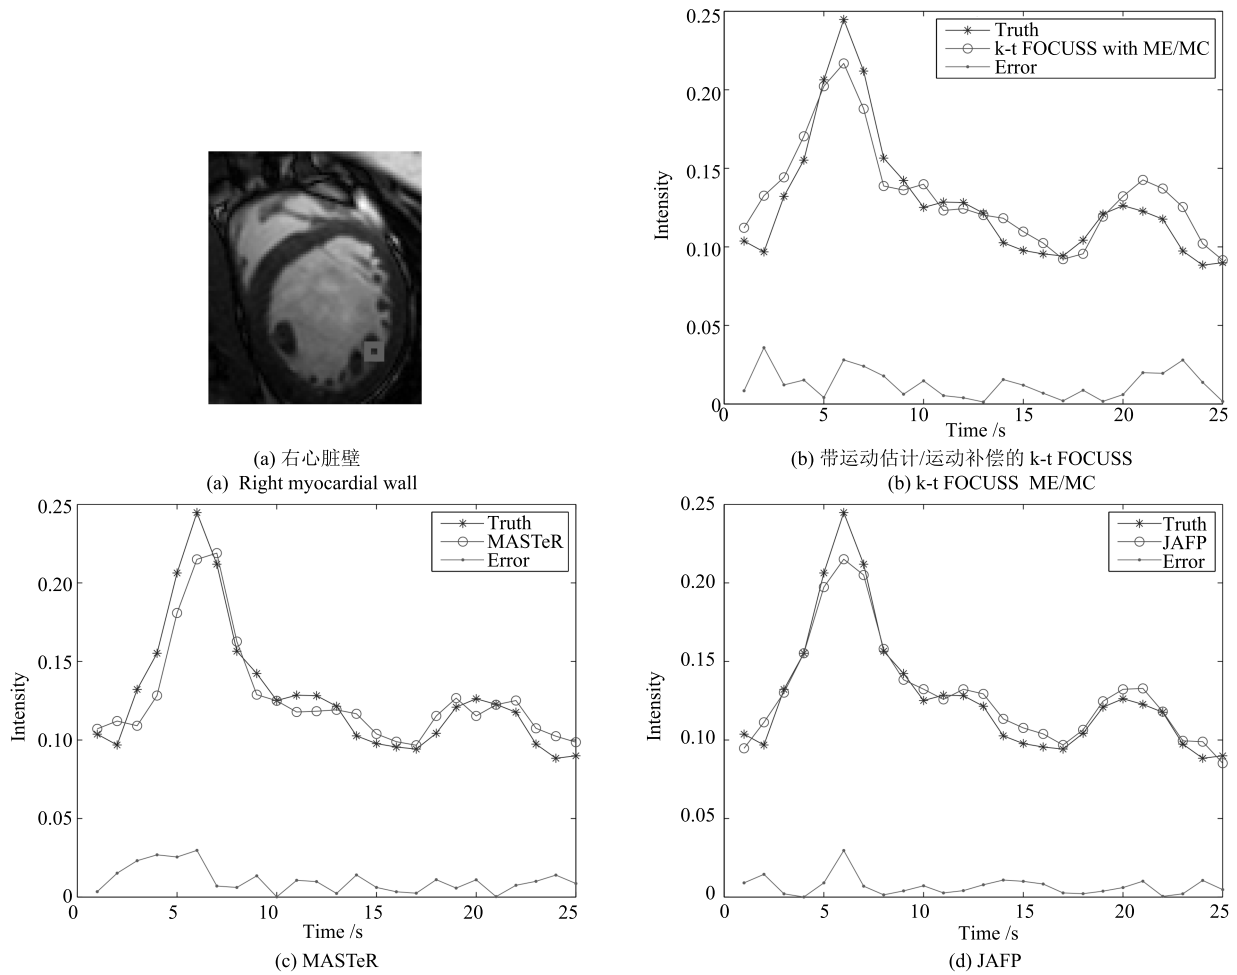 0.25
0.20
0.15
0.10
0.05
0
0
5
10
15
20
25
Intensity
Time /s
Truth
k-t FOCUSS with ME/MC
Error
(a) 右心脏壁
(a) Right myocardial wall
(b) 带运动估计/运动补偿的 k-t FOCUSS
(b) k-t FOCUSS ME/MC
0.25
0.20
0.15
0.10
0.05
0
0
5
10
15
20
25
Intensity
Time /s
Truth
MASTeR
Error
(c) MASTeR
0.25
0.20
0.15
0.10
0.05
0
0
5
10
15
20
25
Intensity
Time /s
Truth
JAFP
Error
(d) JAFP